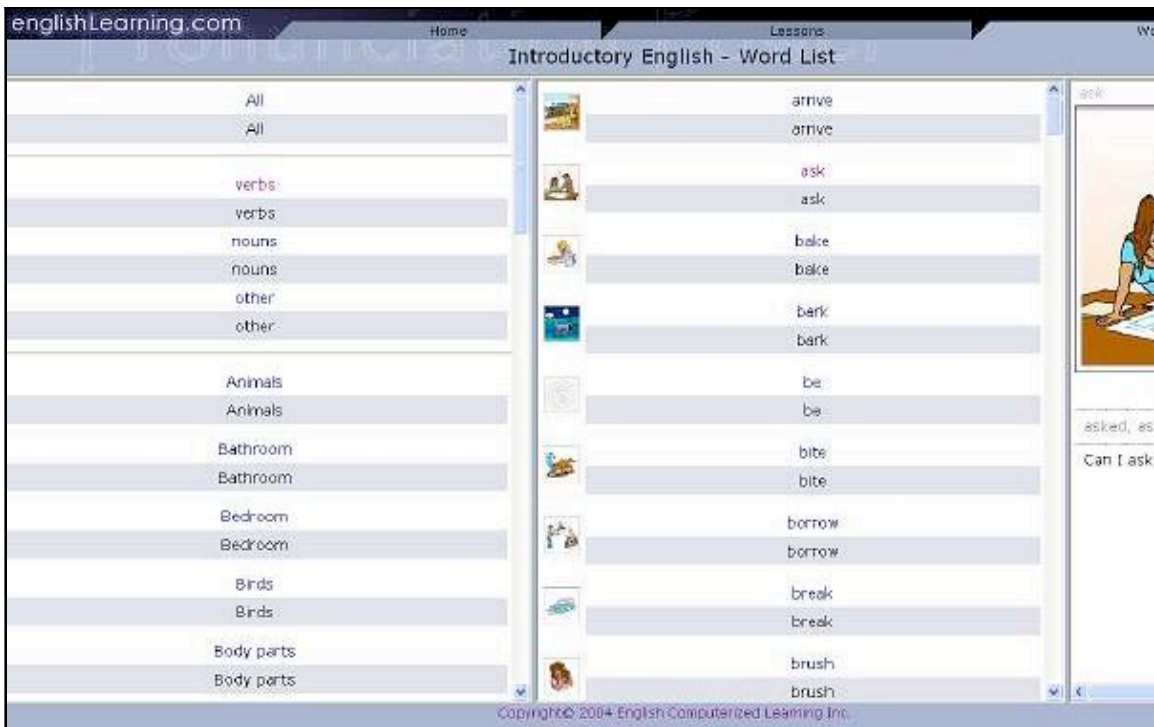 englishLearning.com
Home
Lessons
Introductory English - Word List
All
All
verbs
verbs
nouns
nouns
other
other
Animals
Animals
Bathroom
Bathroom
Bedroom
Bedroom
Birds
Birds
Body parts
Body parts
arrive
arrive
ask
ask
bake
bake
bark
bark
be
be
bite
bite
borrow
borrow
break
break
brush
brush
ask
asked, as
Can I ask
Copyright© 2004 English Computerized Learning Inc.